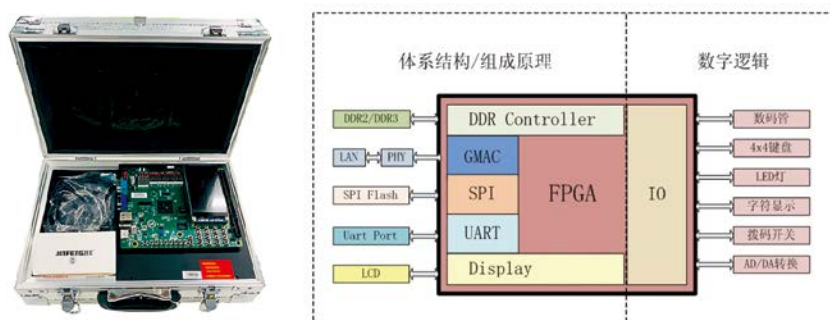 体系结构/组成原理
数字逻辑
DDR2/DDR3
DDR Controller
数码管
LAN
PHY
GMAC
4x4键盘
SPI Flash
SPI
FPGA
IO
LED灯
字符显示
Uart Port
UART
拨码开关
LCD
Display
AD/DA转换